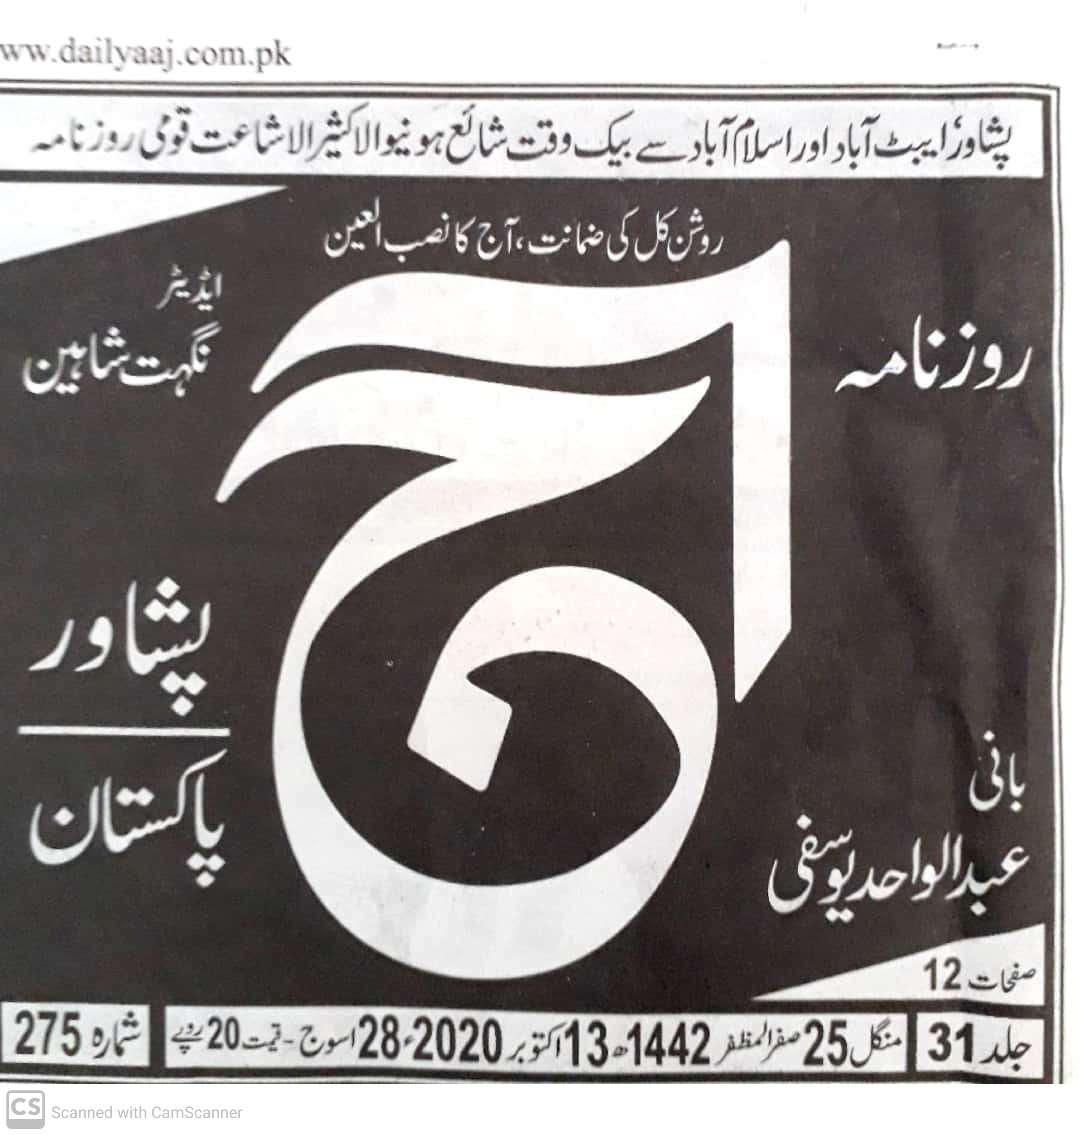 ww.dailyaaj.com.pk
پشاور، ایبٹ آباد اور اسلام آباد سے بیک وقت شائع ہونیوالا کثیر الاشاعت قومی روزنامہ
روشن کل کی ضمانت، آج کا نصب العین
روزنامہ
آج
ایڈیٹر
نگہت شاہین
پشاور
پاکستان
بانی
عبدالواحد یوسفی
صفحات 12
جلد 31
منگل 25 صفر المظفر 1442ھ 13 اکتوبر 2020ء 28 اسوج - قیمت 20 روپے
شمارہ 275
CS Scanned with CamScanner